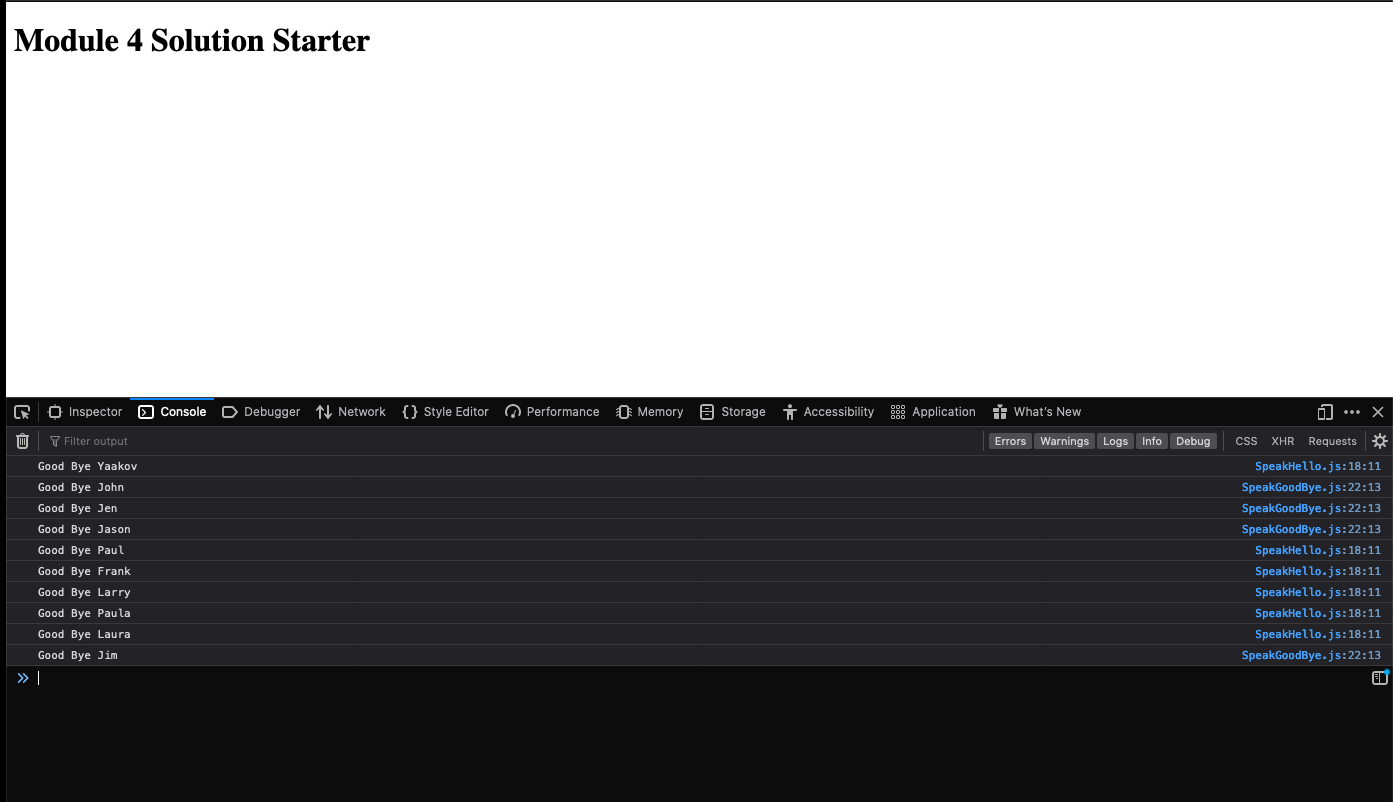 Module 4 Solution Starter
Inspector Console Debugger Network Style Editor Performance Memory Storage Accessibility Application What's New
Filter output Errors Warnings Logs Info Debug CSS XHR Requests
Good Bye Yaakov SpeakHello.js:18:11
Good Bye John SpeakGoodBye.js:22:13
Good Bye Jen SpeakGoodBye.js:22:13
Good Bye Jason SpeakGoodBye.js:22:13
Good Bye Paul SpeakHello.js:18:11
Good Bye Frank SpeakHello.js:18:11
Good Bye Larry SpeakHello.js:18:11
Good Bye Paula SpeakHello.js:18:11
Good Bye Laura SpeakHello.js:18:11
Good Bye Jim SpeakGoodBye.js:22:13